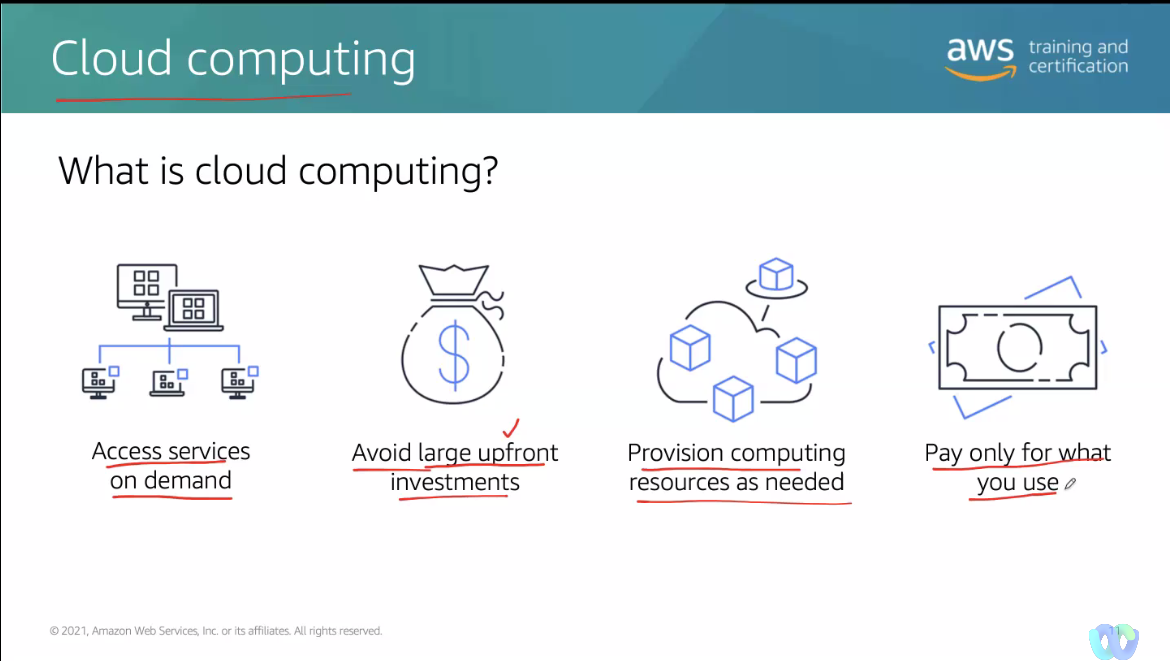 Cloud computing
aws training and
certification
What is cloud computing?
$
Access services
on demand
Avoid large upfront
investments
Provision computing
resources as needed
Pay only for what
you use
© 2021, Amazon Web Services, Inc. or its affiliates. All rights reserved.
11